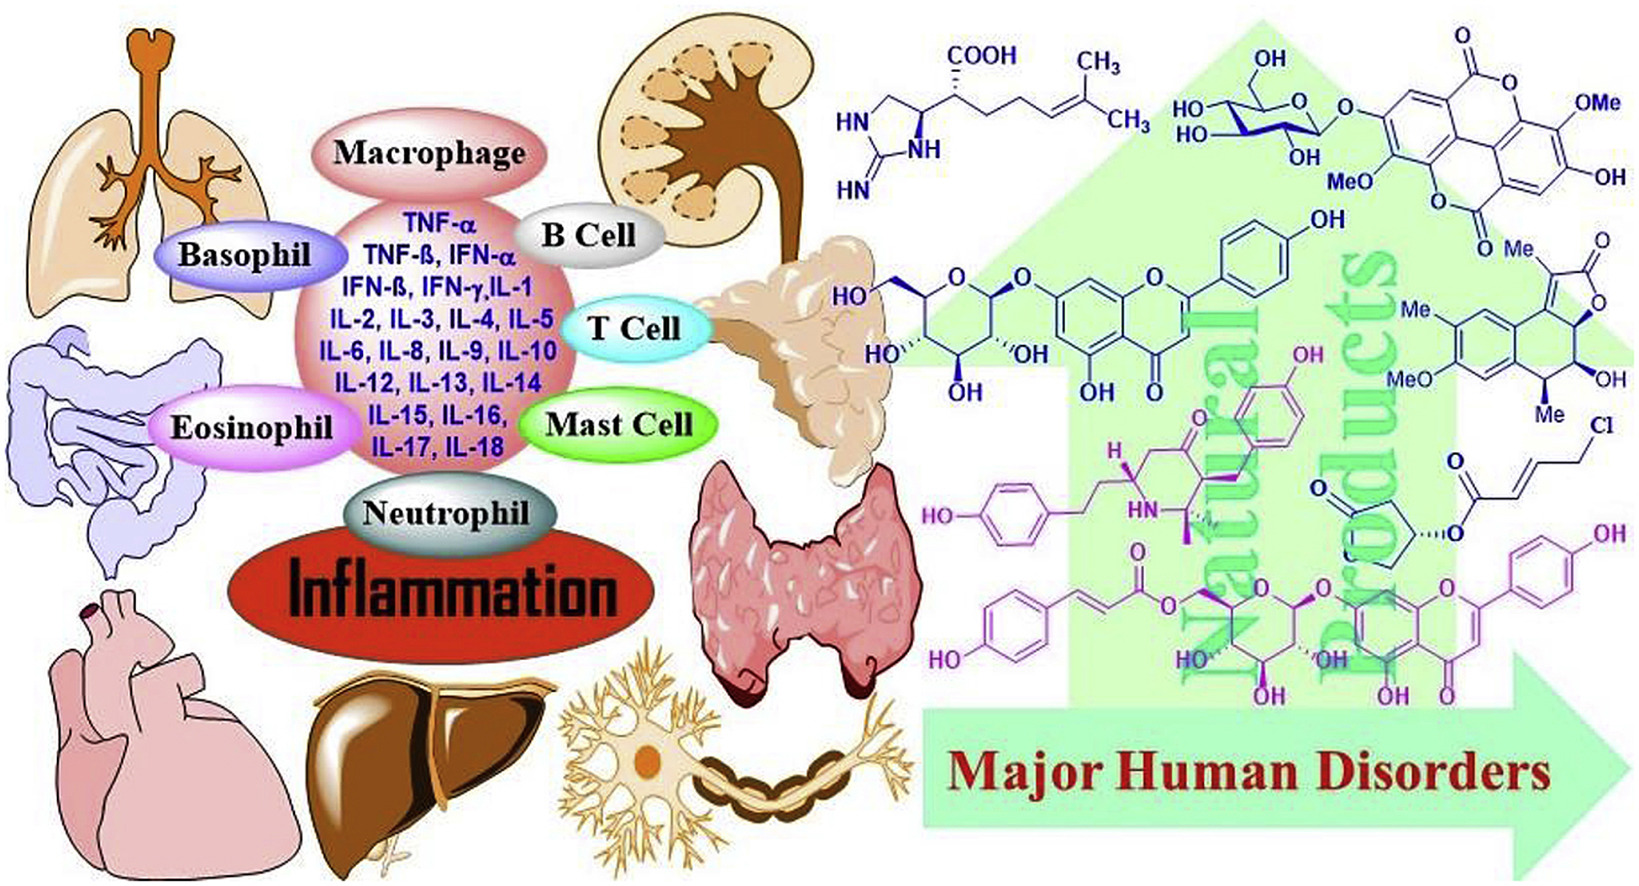 Macrophage
Basophil
B Cell
T Cell
Eosinophil
Mast Cell
Neutrophil
TNF-α
TNF-ß, IFN-α
IFN-ß, IFN-γ,IL-1
IL-2, IL-3, IL-4, IL-5
IL-6, IL-8, IL-9, IL-10
IL-12, IL-13, IL-14
IL-15, IL-16,
IL-17, IL-18
Inflammation
COOH
CH3
CH3
HN
NH
HN
OH
HO
HO
OH
O
O
MeO
O
O
O
O
OMe
OH
HO
O
O
HO
OH
OH
O
OH
O
OH
Me
O
O
Me
MeO
OH
Me
H
O
OH
HN
HO
Cl
O
O
O
HO
O
O
O
O
HO
OH
OH
O
OH
O
OH
Natural
Products
Major Human Disorders